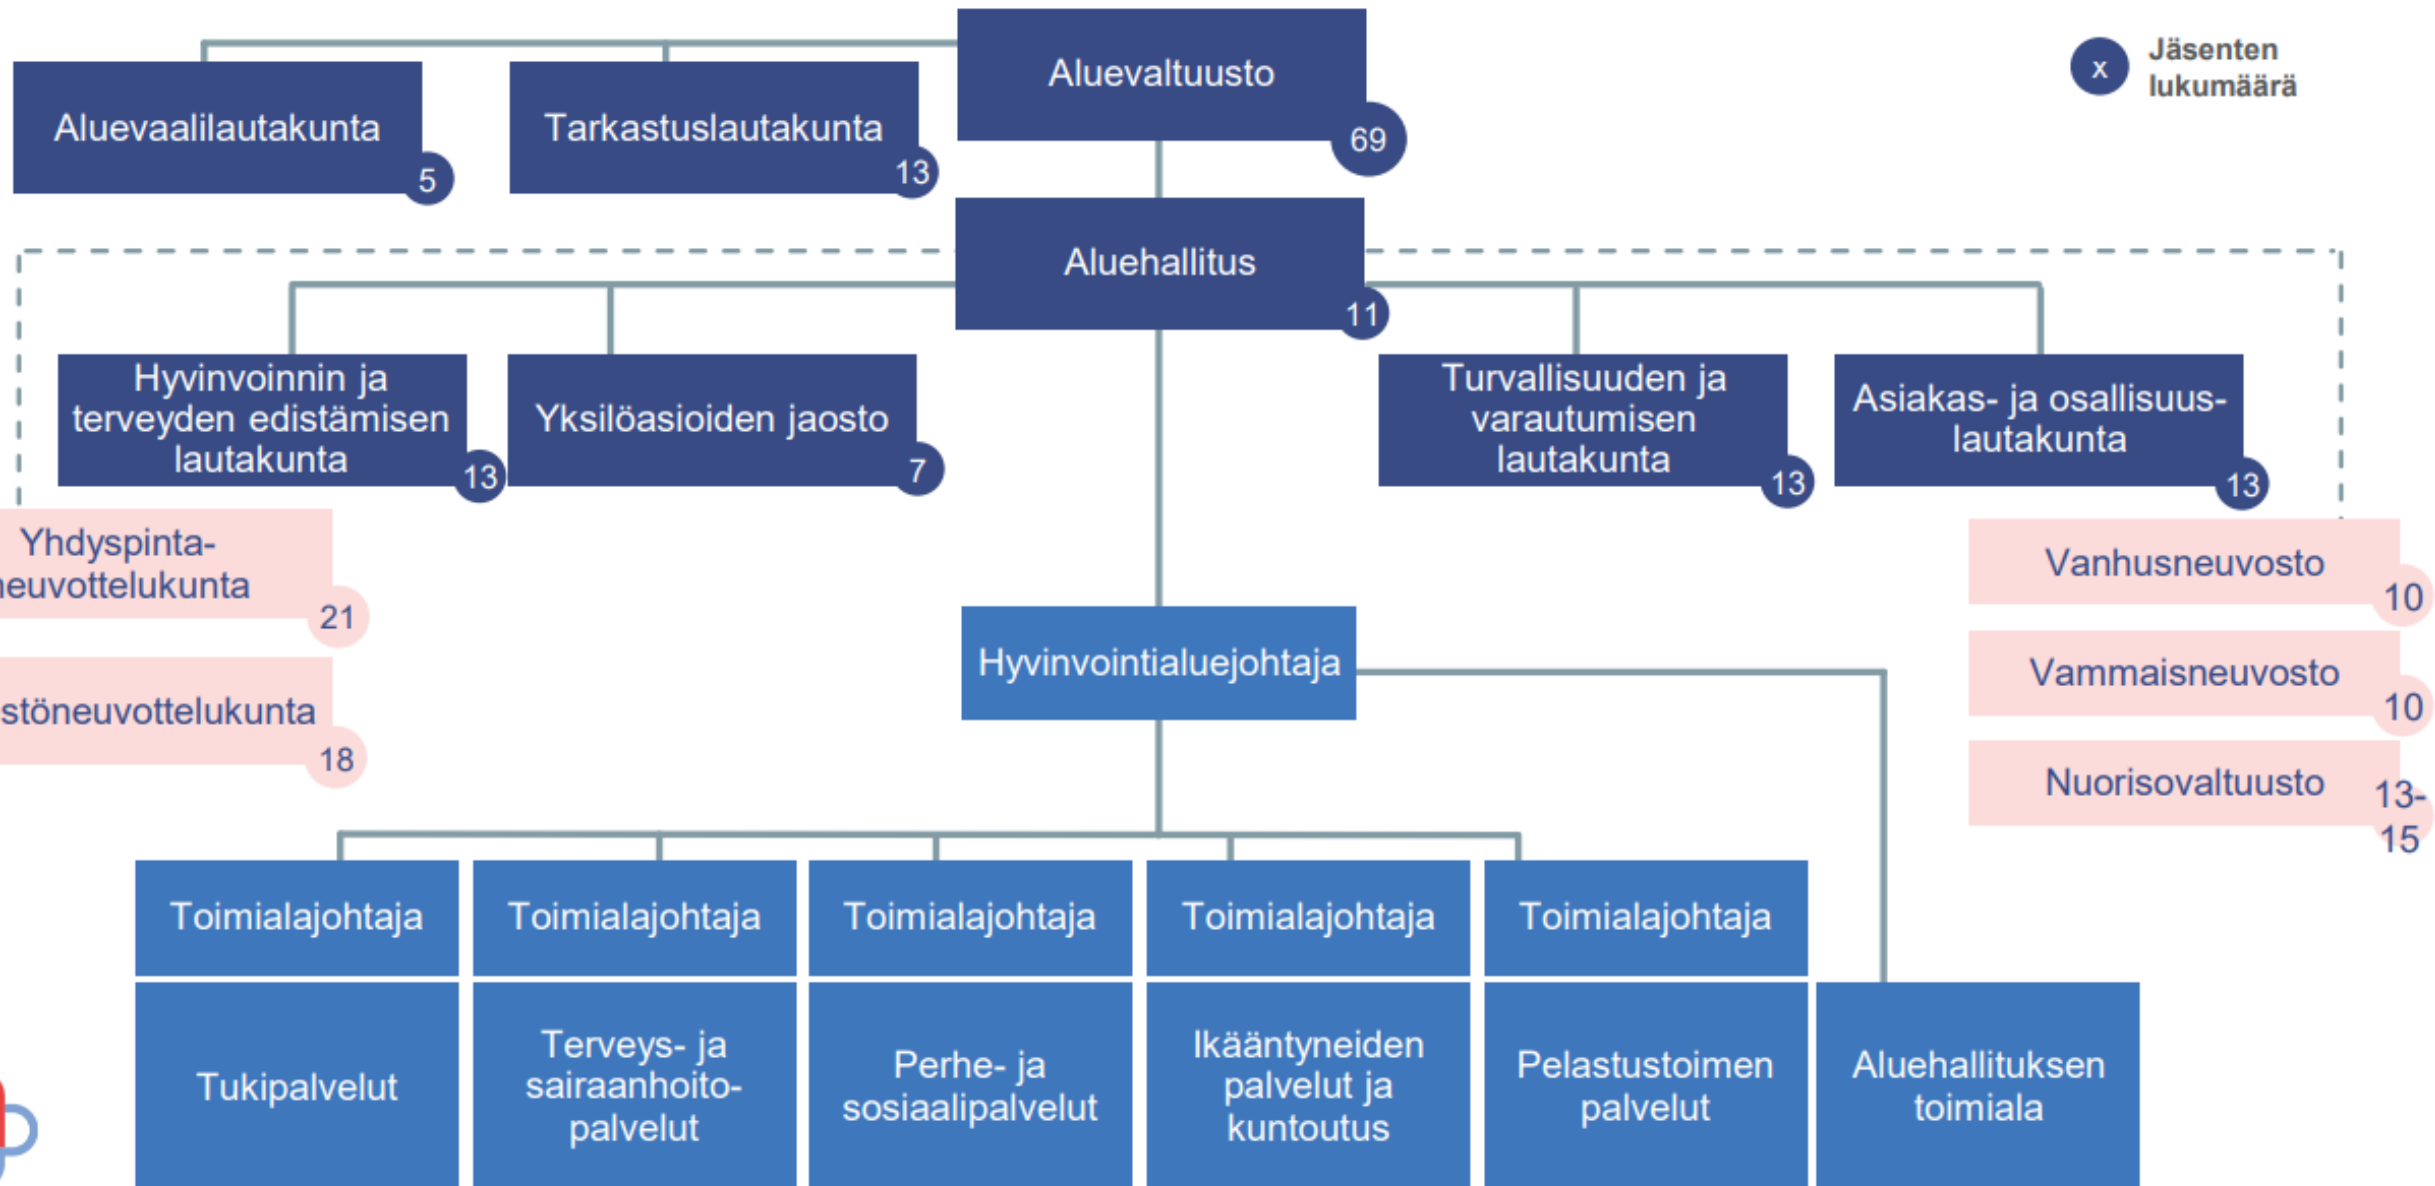 Aluevaltuusto
69
x
Jäsenten
lukumäärä
Aluevaalilautakunta
5
Tarkastuslautakunta
13
Aluehallitus
11
Hyvinvoinnin ja
terveyden edistämisen
lautakunta
13
Yksilöasioiden jaosto
7
Turvallisuuden ja
varautumisen
lautakunta
13
Asiakas- ja osallisuus-
lautakunta
13
Yhdyspinta-
neuvottelukunta
21
stöneuvottelukunta
18
Vanhusneuvosto
10
Vammaisneuvosto
10
Nuorisovaltuusto
13-
15
Hyvinvointialuejohtaja
Toimialajohtaja
Toimialajohtaja
Toimialajohtaja
Toimialajohtaja
Toimialajohtaja
Tukipalvelut
Terveys- ja
sairaanhoito-
palvelut
Perhe- ja
sosiaalipalvelut
Ikääntyneiden
palvelut ja
kuntoutus
Pelastustoimen
palvelut
Aluehallituksen
toimiala